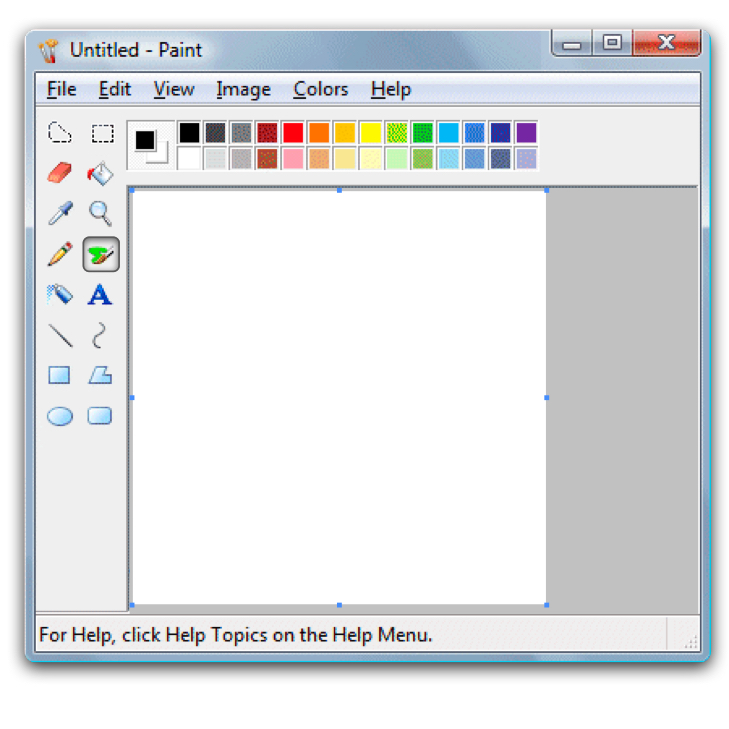 Untitled - Paint
File Edit View Image Colors Help
A
For Help, click Help Topics on the Help Menu.